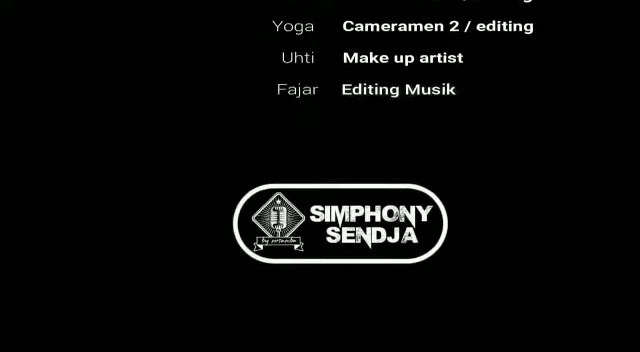 Yoga Cameramen 2 / editing
Uhti Make up artist
Fajar Editing Musik
SIMPHONY
SENDJA